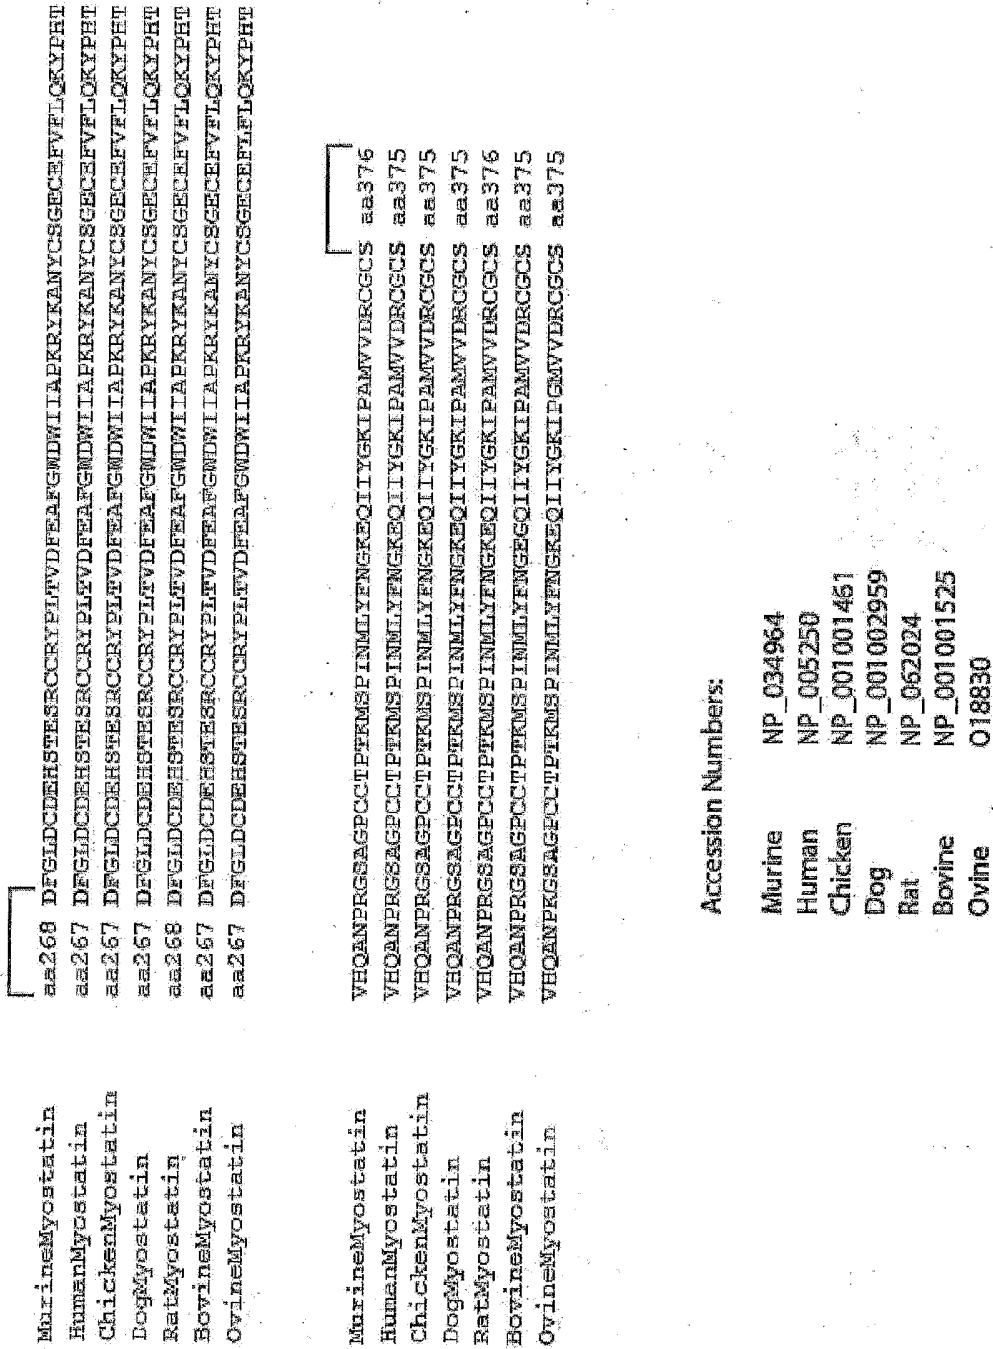 MurineMyostatin aa268 DFGLDCDEHSTESRCCRYPLTVDFEAFGWDWIIAPKRYKANYCSGECEFVFLQKYPHT
HumanMyostatin aa267 DFGLDCDEHSTESRCCRYPLTVDFEAFGWDWIIAPKRYKANYCSGECEFVFLQKYPHT
ChickenMyostatin aa267 DFGLDCDEHSTESRCCRYPLTVDFEAFGWDWIIAPKRYKANYCSGECEFVFLQKYPHT
DogMyostatin aa267 DFGLDCDEHSTESRCCRYPLTVDFEAFGWDWIIAPKRYKANYCSGECEFVFLQKYPHT
RatMyostatin aa268 DFGLDCDEHSTESRCCRYPLTVDFEAFGWDWIIAPKRYKANYCSGECEFVFLQKYPHT
BovineMyostatin aa267 DFGLDCDEHSTESRCCRYPLTVDFEAFGWDWIIAPKRYKANYCSGECEFVFLQKYPHT
OvineMyostatin aa267 DFGLDCDEHSTESRCCRYPLTVDFEAFGWDWIIAPKRYKANYCSGECEFLFLQKYPHT
MurineMyostatin VHQANPRGSAGPCCTPTKMSPINMLYFNGKEQIIYGKIPAMVVDRCGCS aa376
HumanMyostatin VHQANPRGSAGPCCTPTKMSPINMLYFNGKEQIIYGKIPAMVVDRCGCS aa375
ChickenMyostatin VHQANPRGSAGPCCTPTKMSPINMLYFNGKEQIIYGKIPAMVVDRCGCS aa375
DogMyostatin VHQANPRGSAGPCCTPTKMSPINMLYFNGKEQIIYGKIPAMVVDRCGCS aa375
RatMyostatin VHQANPRGSAGPCCTPTKMSPINMLYFNGKEQIIYGKIPAMVVDRCGCS aa376
BovineMyostatin VHQANPRGSAGPCCTPTKMSPINMLYFNGEGQIIYGKIPAMVVDRCGCS aa375
OvineMyostatin VHQANPKGSAGPCCTPTKMSPINMLYFNGKEQIIYGKIPGMVVDRCGCS aa375
Accession Numbers:
Murine NP_034964
Human NP_005250
Chicken NP_001001461
Dog NP_001002959
Rat NP_062024
Bovine NP_001001525
Ovine O18830